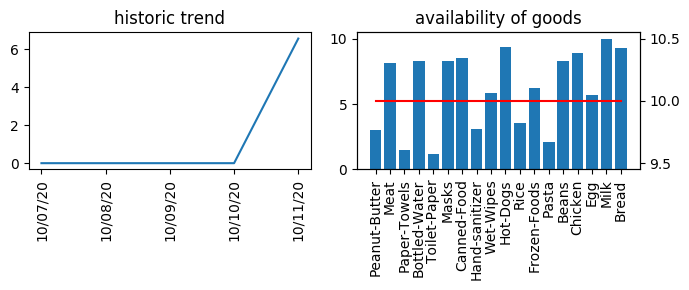 historic trend
6
4
2
0
10/07/20
10/08/20
10/09/20
10/10/20
10/11/20
availability of goods
10
5
0
10.5
10.0
9.5
Peanut-Butter
Meat
Paper-Towels
Bottled-Water
Toilet-Paper
Masks
Canned-Food
Hand-sanitizer
Wet-Wipes
Hot-Dogs
Rice
Frozen-Foods
Pasta
Beans
Chicken
Egg
Milk
Bread